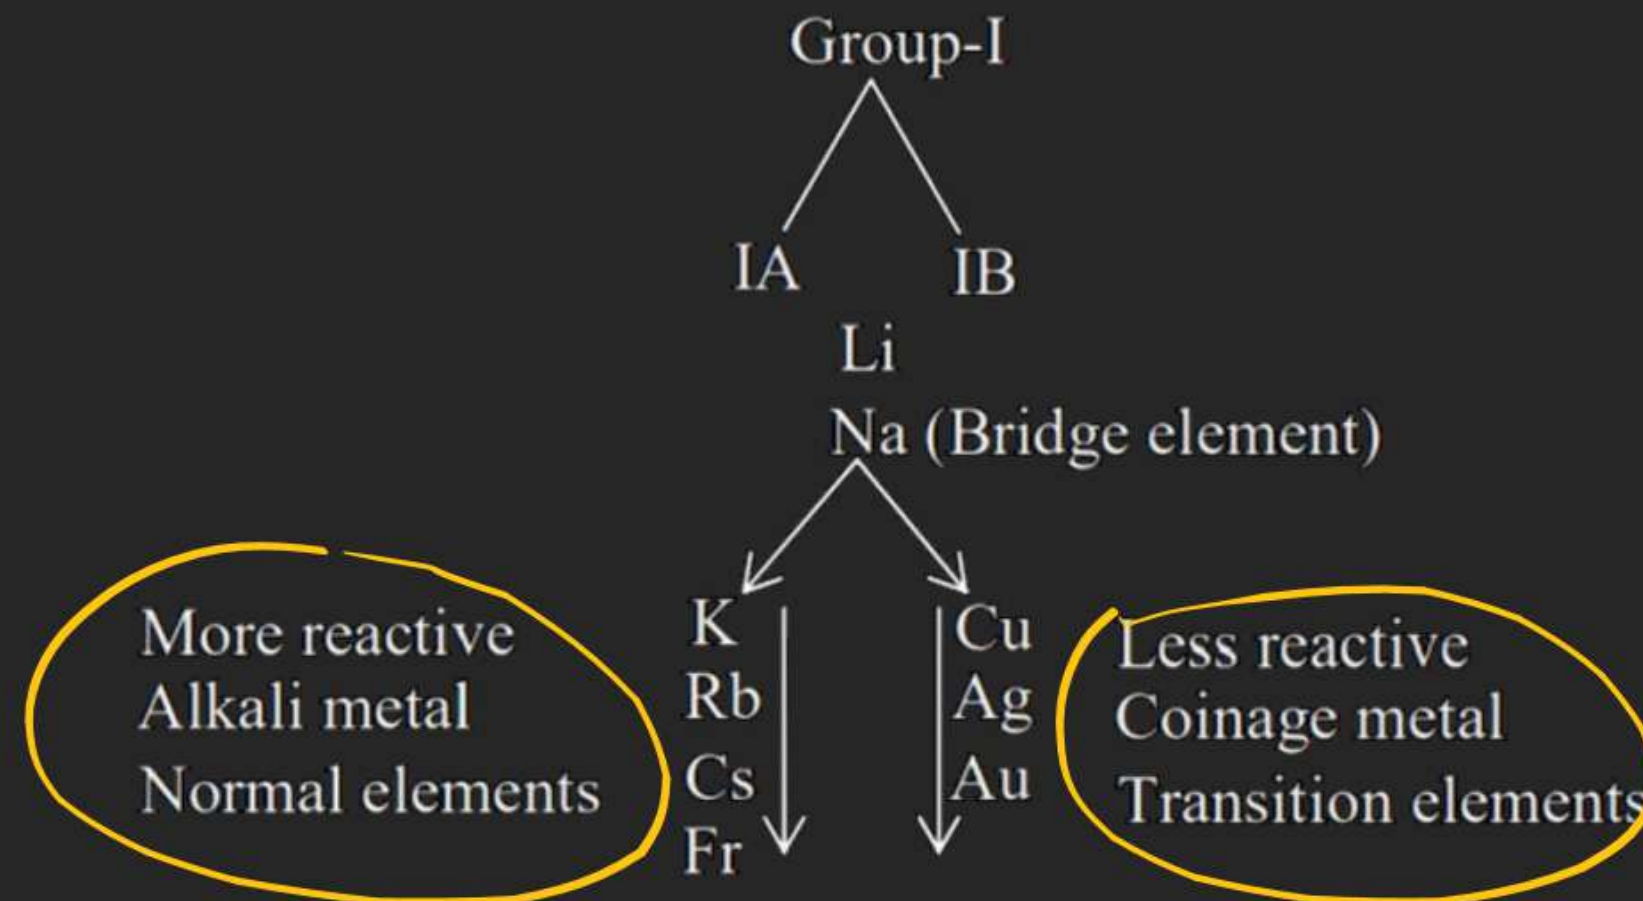 Group-I
IA IB
Li
Na (Bridge element)
More reactive K Cu Less reactive
Alkali metal Rb Ag Coinage metal
Normal elements Cs Au Transition elements
Fr